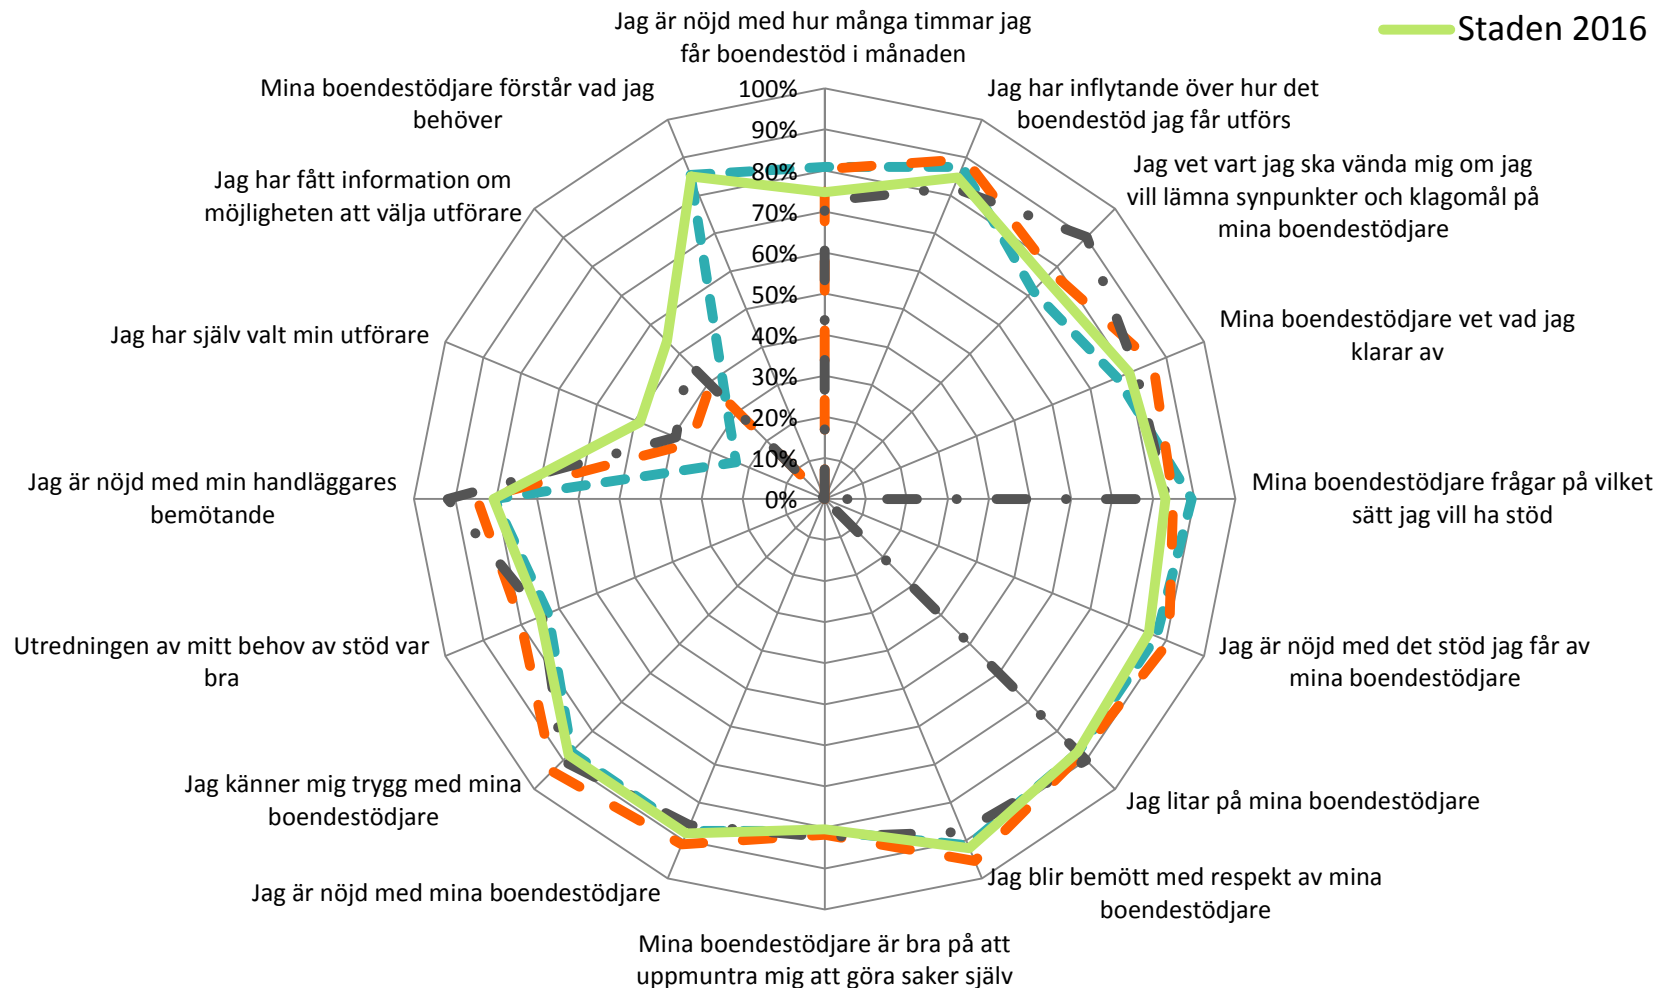 Staden 2016
Jag är nöjd med hur många timmar jag
får boendestöd i månaden
Jag har inflytande över hur det
boendestöd jag får utförs
Jag vet vart jag ska vända mig om jag
vill lämna synpunkter och klagomål på
mina boendestödjare
Mina boendestödjare vet vad jag
klarar av
Mina boendestödjare frågar på vilket
sätt jag vill ha stöd
Jag är nöjd med det stöd jag får av
mina boendestödjare
Jag litar på mina boendestödjare
Jag blir bemött med respekt av mina
boendestödjare
Mina boendestödjare är bra på att
uppmuntra mig att göra saker själv
Jag är nöjd med mina boendestödjare
Jag känner mig trygg med mina
boendestödjare
Utredningen av mitt behov av stöd var
bra
Jag är nöjd med min handläggares
bemötande
Jag har själv valt min utförare
Jag har fått information om
möjligheten att välja utförare
Mina boendestödjare förstår vad jag
behöver
100%
90%
80%
70%
60%
50%
40%
30%
20%
10%
0%